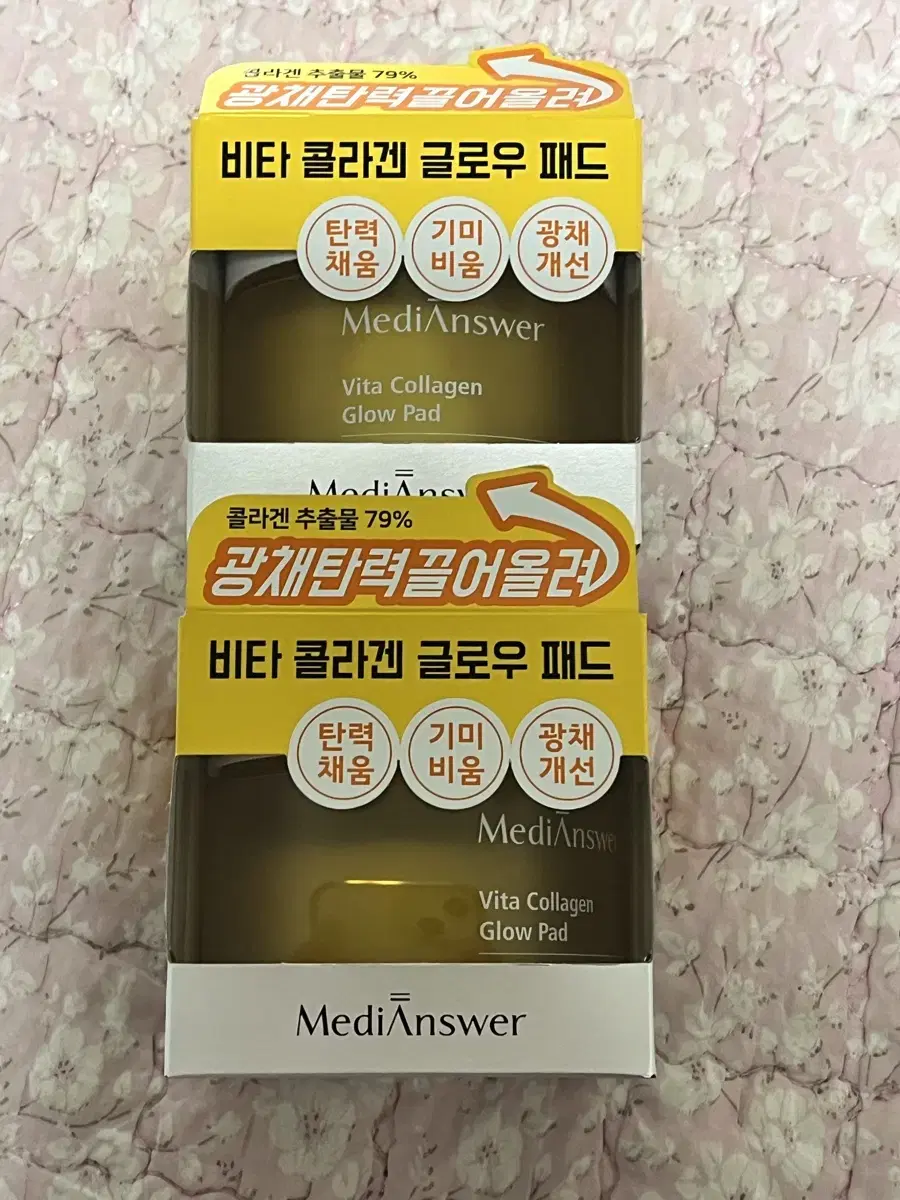 콜라겐 추출물 79%
광채탄력끌어올려
비타 콜라겐 글로우 패드
탄력
채움
기미
비움
광채
개선
MediAnswer
Vita Collagen
Glow Pad
MediAnsw
콜라겐 추출물 79%
광채탄력끌어올려
비타 콜라겐 글로우 패드
탄력
채움
기미
비움
광채
개선
MediAnswe
Vita Collagen
Glow Pad
MediAnswer